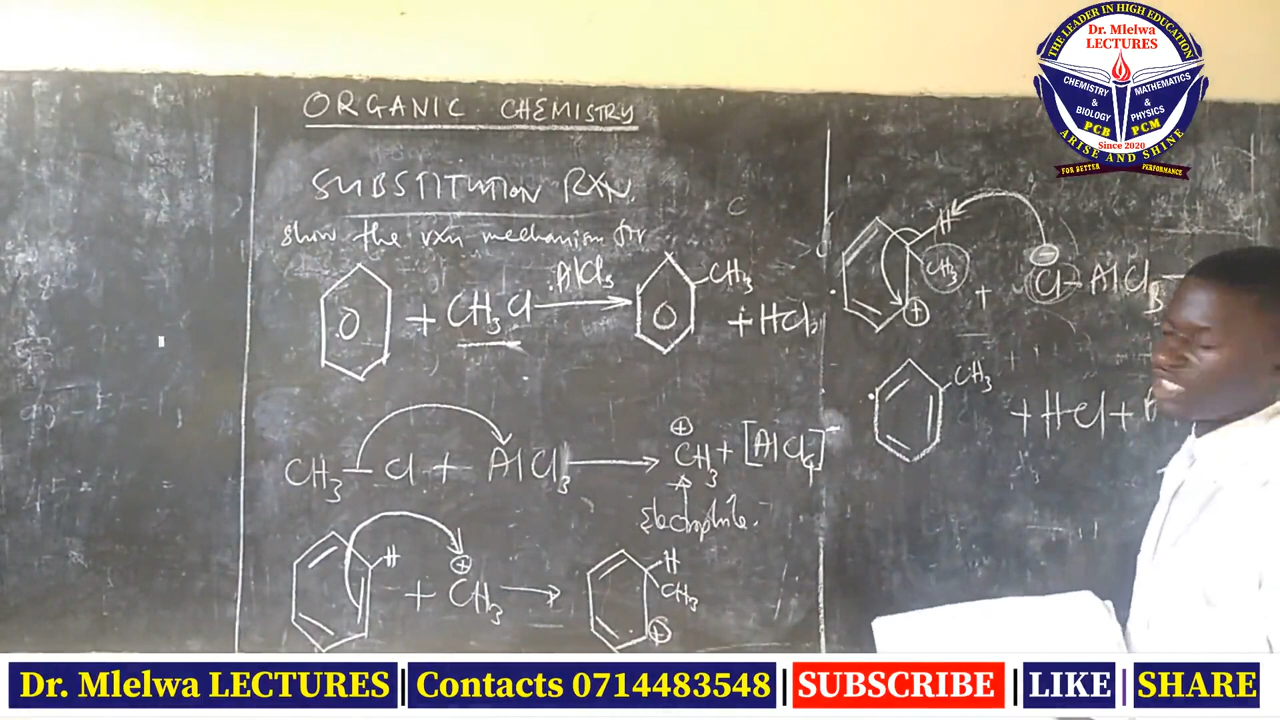 ORGANIC CHEMISTRY
SUBSTITUTION RXN.
show the rxn mechanism for
+ CH₃Cl AlCl₃ → CH₃ + HCl
CH₃ – Cl + AlCl₃ → ⊕ CH₃ + [AlCl₄]⁻
Electrophile.
H + ⊕ CH₃ → H CH₃ ⊕
H CH₃ ⊕ + ⊖ Cl – AlCl₃
CH₃ + HCl +
THE LEADER IN HIGH EDUCATION
Dr. Mlelwa
LECTURES
CHEMISTRY & BIOLOGY
PCB
MATHEMATICS & PHYSICS
PCM
Since 2020
ARISE AND SHINE
FOR BETTER PERFORMANCE
Dr. Mlelwa LECTURES | Contacts 0714483548 | SUBSCRIBE | LIKE | SHARE